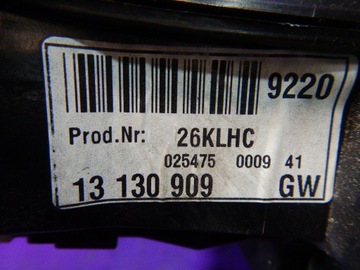 9220
Prod.Nr: 26KLHC
025475 0009 41
13 130 909 GW